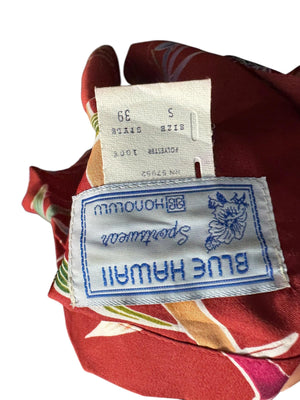 BLUE HAWAII
Sportswear
HONOLULU
RN 57952
POLYESTER 100%
SIZE STYLE
S 39